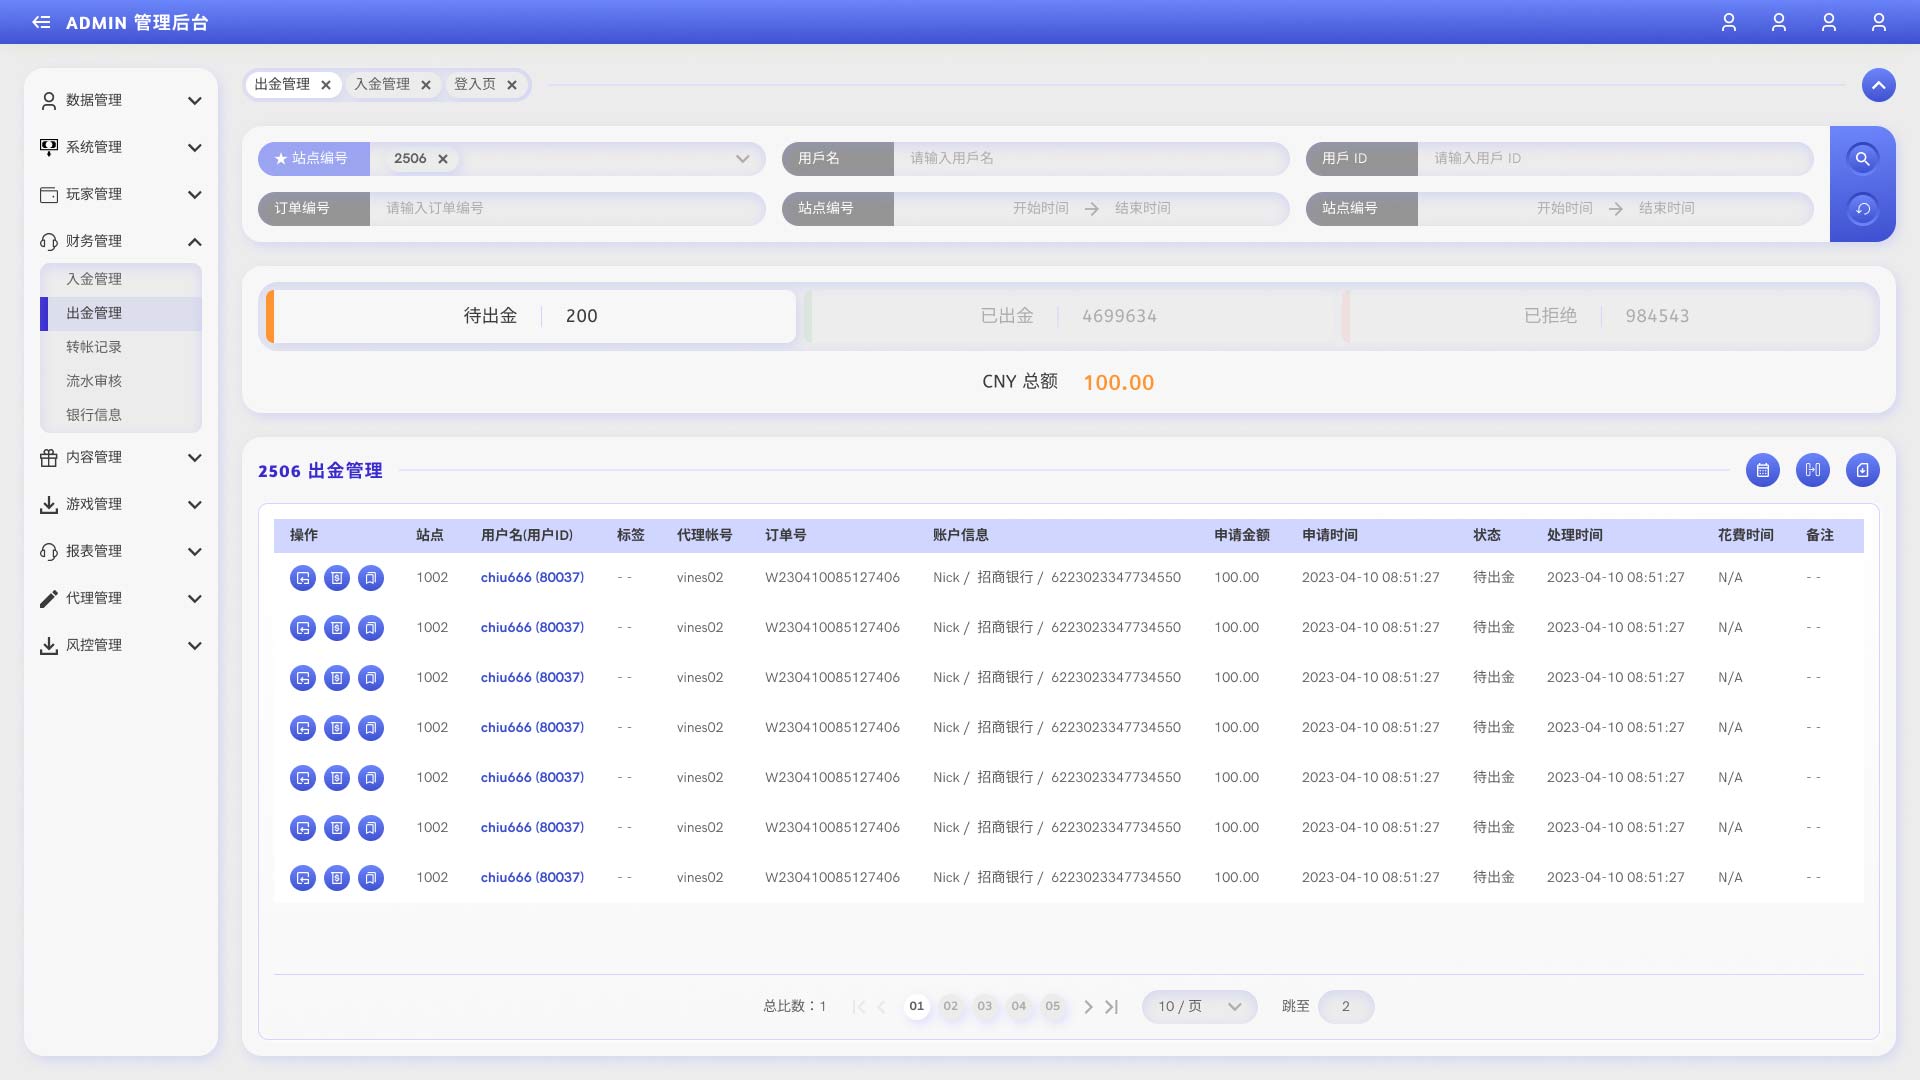 ADMIN 管理后台
数据管理
系统管理
玩家管理
财务管理
入金管理
出金管理
转帐记录
流水审核
银行信息
内容管理
游戏管理
报表管理
代理管理
风控管理
出金管理 入金管理 登入页
★ 站点编号 2506 用戶名 请输入用戶名 用戶 ID 请输入用戶 ID
订单编号 请输入订单编号 站点编号 开始时间 → 结束时间 站点编号 开始时间 → 结束时间
待出金 200 已出金 4699634 已拒绝 984543
CNY 总额 100.00
2506 出金管理
操作 站点 用户名(用户ID) 标签 代理帐号 订单号 账户信息 申请金额 申请时间 状态 处理时间 花费时间 备注
1002 chiu666 (80037) - - vines02 W230410085127406 Nick / 招商银行 / 6223023347734550 100.00 2023-04-10 08:51:27 待出金 2023-04-10 08:51:27 N/A - -
1002 chiu666 (80037) - - vines02 W230410085127406 Nick / 招商银行 / 6223023347734550 100.00 2023-04-10 08:51:27 待出金 2023-04-10 08:51:27 N/A - -
1002 chiu666 (80037) - - vines02 W230410085127406 Nick / 招商银行 / 6223023347734550 100.00 2023-04-10 08:51:27 待出金 2023-04-10 08:51:27 N/A - -
1002 chiu666 (80037) - - vines02 W230410085127406 Nick / 招商银行 / 6223023347734550 100.00 2023-04-10 08:51:27 待出金 2023-04-10 08:51:27 N/A - -
1002 chiu666 (80037) - - vines02 W230410085127406 Nick / 招商银行 / 6223023347734550 100.00 2023-04-10 08:51:27 待出金 2023-04-10 08:51:27 N/A - -
1002 chiu666 (80037) - - vines02 W230410085127406 Nick / 招商银行 / 6223023347734550 100.00 2023-04-10 08:51:27 待出金 2023-04-10 08:51:27 N/A - -
1002 chiu666 (80037) - - vines02 W230410085127406 Nick / 招商银行 / 6223023347734550 100.00 2023-04-10 08:51:27 待出金 2023-04-10 08:51:27 N/A - -
总比数：1 01 02 03 04 05 10 / 页 跳至 2